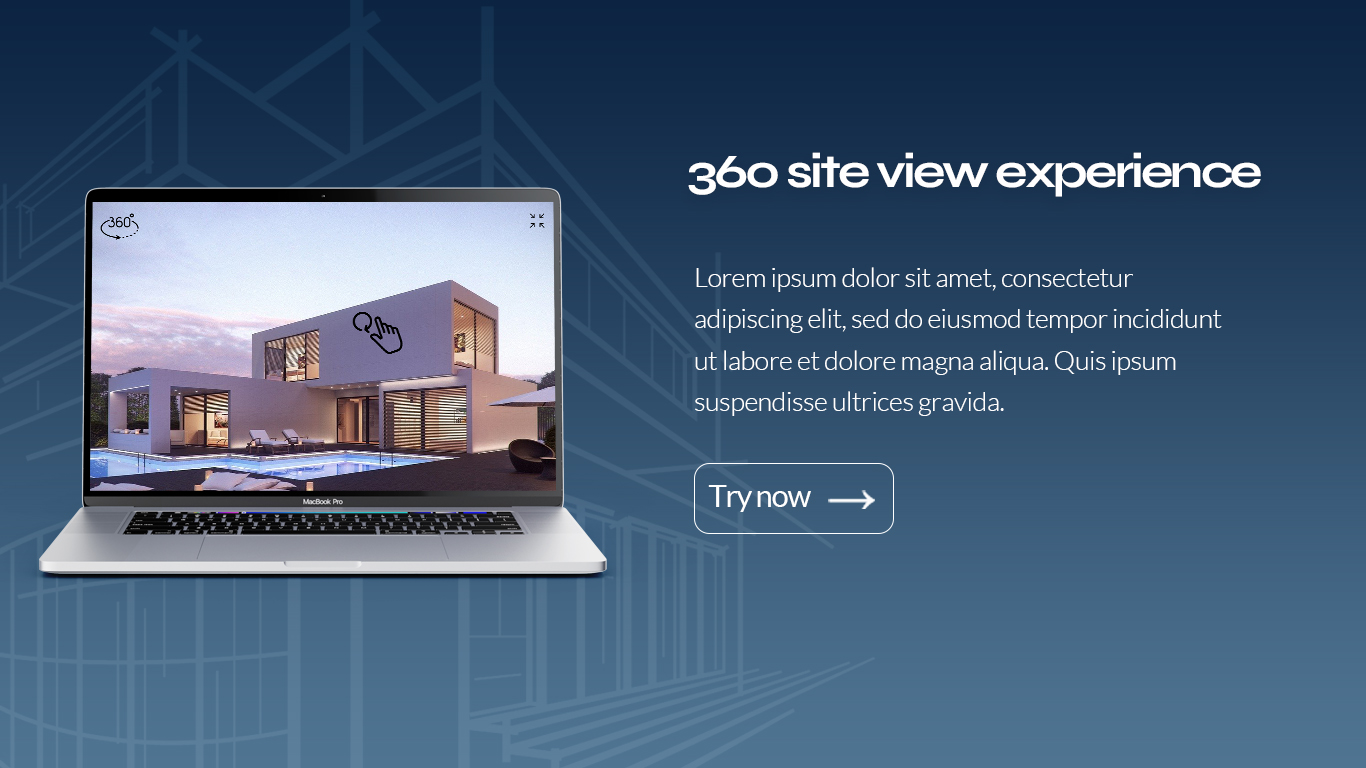 360 site view experience
360°
Lorem ipsum dolor sit amet, consectetur
adipiscing elit, sed do eiusmod tempor incididunt
ut labore et dolore magna aliqua. Quis ipsum
suspendisse ultrices gravida.
Try now
MacBook Pro